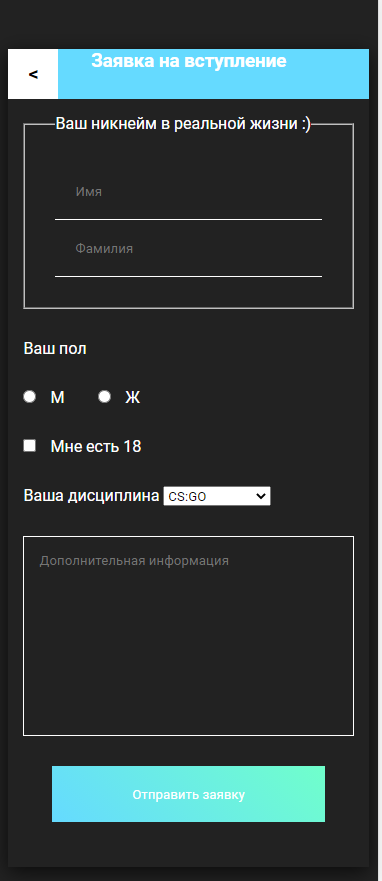 <
Заявка на вступление
Ваш никнейм в реальной жизни :)
Имя
Фамилия
Ваш пол
М Ж
Мне есть 18
Ваша дисциплина CS:GO
Дополнительная информация
Отправить заявку